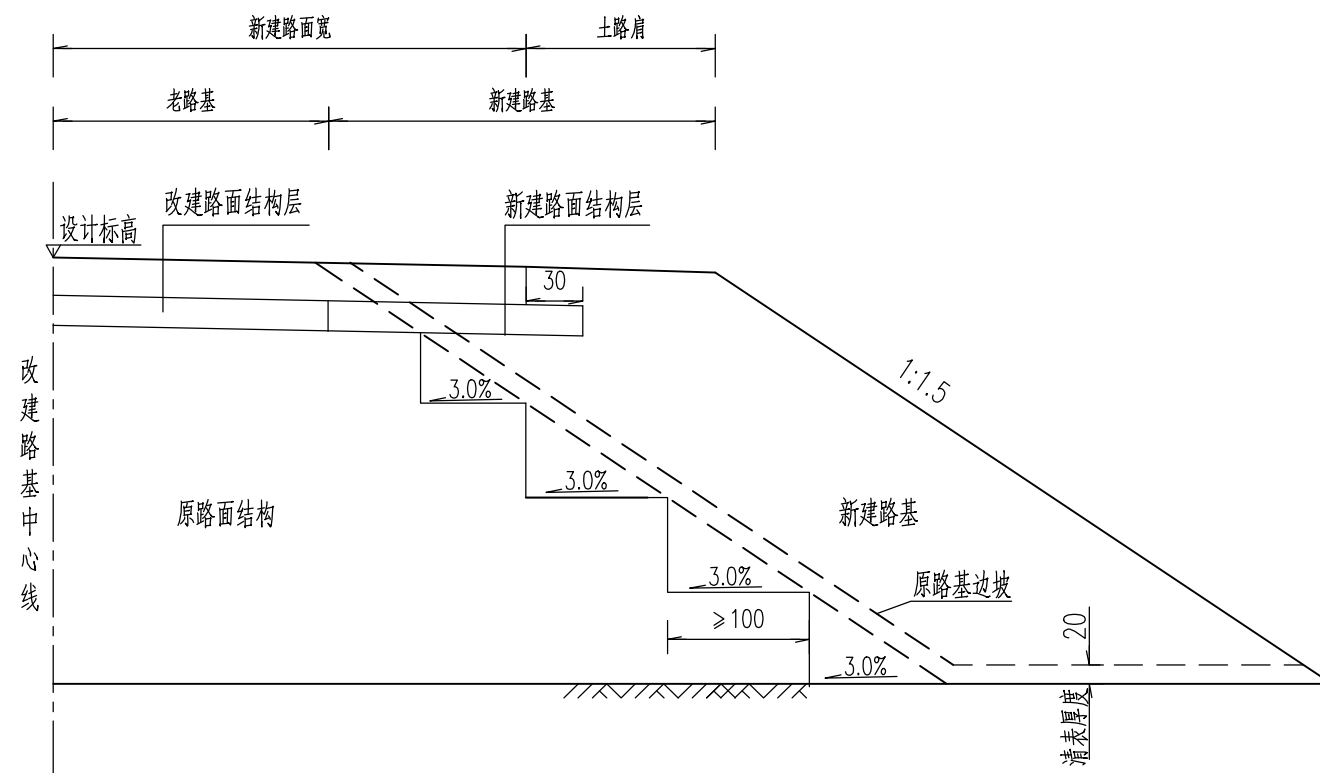 新建路面宽
土路肩
老路基
新建路基
改建路面结构层
新建路面结构层
设计标高
30
1:1.5
改建路基中心线
3.0%
3.0%
原路面结构
新建路基
3.0%
原路基边坡
≥100
20
3.0%
清表厚度